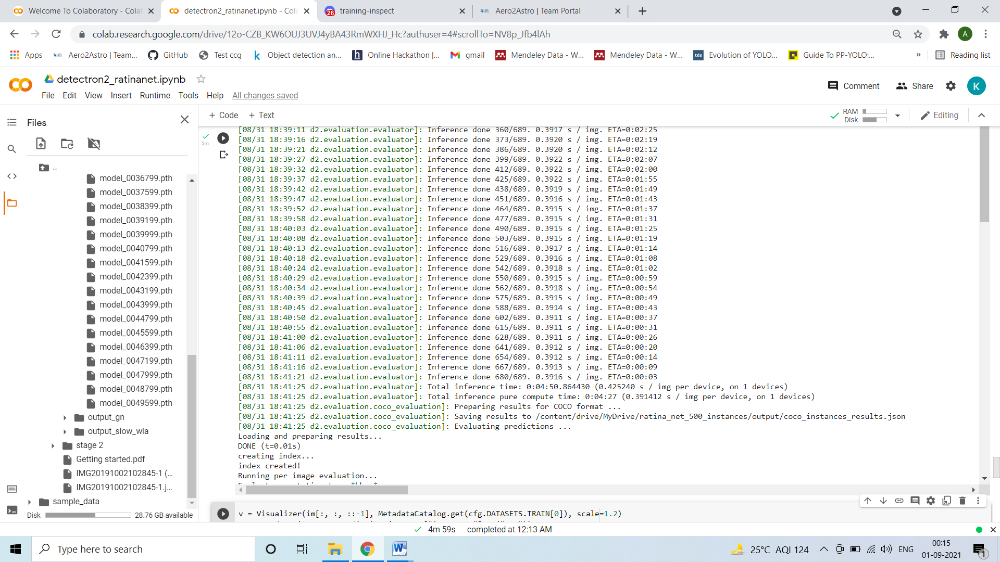 Welcome To Colaboratory - Colab
detectron2_ratinanet.ipynb - Cola
26 training-inspect
Aero2Astro | Team Portal
colab.research.google.com/drive/12o-CZB_KW6OUJ3UVJ4yBA43RmWXHJ_Hc?authuser=4#scrollTo=NV8p_Jfb4lAh
A
Apps Aero2Astro | Team... GitHub Test ccg Object detection an... Online Hackathon |... gmail Mendeley Data - W... Mendeley Data - W... tds Evolution of YOLO... Guide To PP-YOLO:... » Reading list
detectron2_ratinanet.ipynb
Comment Share K
File Edit View Insert Runtime Tools Help All changes saved
Files
+ Code + Text
RAM
Disk
Editing
5m
..
model_0036799.pth
model_0037599.pth
model_0038399.pth
model_0039199.pth
model_0039999.pth
model_0040799.pth
model_0041599.pth
model_0042399.pth
model_0043199.pth
model_0043999.pth
model_0044799.pth
model_0045599.pth
model_0046399.pth
model_0047199.pth
model_0047999.pth
model_0048799.pth
model_0049599.pth
output_gn
output_slow_wla
stage 2
Getting started.pdf
IMG20191002102845-1 (...
IMG20191002102845-1.j...
sample_data
Disk 28.76 GB available
[08/31 18:39:11 d2.evaluation.evaluator]: Inference done 360/689. 0.3917 s / img. ETA=0:02:25
[08/31 18:39:16 d2.evaluation.evaluator]: Inference done 373/689. 0.3920 s / img. ETA=0:02:19
[08/31 18:39:21 d2.evaluation.evaluator]: Inference done 386/689. 0.3920 s / img. ETA=0:02:12
[08/31 18:39:27 d2.evaluation.evaluator]: Inference done 399/689. 0.3922 s / img. ETA=0:02:07
[08/31 18:39:32 d2.evaluation.evaluator]: Inference done 412/689. 0.3922 s / img. ETA=0:02:00
[08/31 18:39:37 d2.evaluation.evaluator]: Inference done 425/689. 0.3922 s / img. ETA=0:01:55
[08/31 18:39:42 d2.evaluation.evaluator]: Inference done 438/689. 0.3919 s / img. ETA=0:01:49
[08/31 18:39:47 d2.evaluation.evaluator]: Inference done 451/689. 0.3916 s / img. ETA=0:01:43
[08/31 18:39:52 d2.evaluation.evaluator]: Inference done 464/689. 0.3915 s / img. ETA=0:01:37
[08/31 18:39:58 d2.evaluation.evaluator]: Inference done 477/689. 0.3915 s / img. ETA=0:01:31
[08/31 18:40:03 d2.evaluation.evaluator]: Inference done 490/689. 0.3915 s / img. ETA=0:01:25
[08/31 18:40:08 d2.evaluation.evaluator]: Inference done 503/689. 0.3915 s / img. ETA=0:01:19
[08/31 18:40:13 d2.evaluation.evaluator]: Inference done 516/689. 0.3917 s / img. ETA=0:01:14
[08/31 18:40:18 d2.evaluation.evaluator]: Inference done 529/689. 0.3916 s / img. ETA=0:01:08
[08/31 18:40:24 d2.evaluation.evaluator]: Inference done 542/689. 0.3918 s / img. ETA=0:01:02
[08/31 18:40:29 d2.evaluation.evaluator]: Inference done 550/689. 0.3915 s / img. ETA=0:00:59
[08/31 18:40:34 d2.evaluation.evaluator]: Inference done 562/689. 0.3918 s / img. ETA=0:00:54
[08/31 18:40:39 d2.evaluation.evaluator]: Inference done 575/689. 0.3915 s / img. ETA=0:00:49
[08/31 18:40:45 d2.evaluation.evaluator]: Inference done 588/689. 0.3914 s / img. ETA=0:00:43
[08/31 18:40:50 d2.evaluation.evaluator]: Inference done 602/689. 0.3911 s / img. ETA=0:00:37
[08/31 18:40:55 d2.evaluation.evaluator]: Inference done 615/689. 0.3911 s / img. ETA=0:00:31
[08/31 18:41:00 d2.evaluation.evaluator]: Inference done 628/689. 0.3911 s / img. ETA=0:00:26
[08/31 18:41:06 d2.evaluation.evaluator]: Inference done 641/689. 0.3912 s / img. ETA=0:00:20
[08/31 18:41:11 d2.evaluation.evaluator]: Inference done 654/689. 0.3912 s / img. ETA=0:00:14
[08/31 18:41:16 d2.evaluation.evaluator]: Inference done 667/689. 0.3913 s / img. ETA=0:00:09
[08/31 18:41:21 d2.evaluation.evaluator]: Inference done 680/689. 0.3916 s / img. ETA=0:00:03
[08/31 18:41:25 d2.evaluation.evaluator]: Total inference time: 0:04:50.864430 (0.425240 s / img per device, on 1 devices)
[08/31 18:41:25 d2.evaluation.evaluator]: Total inference pure compute time: 0:04:27 (0.391412 s / img per device, on 1 devices)
[08/31 18:41:25 d2.evaluation.coco_evaluation]: Preparing results for COCO format ...
[08/31 18:41:25 d2.evaluation.coco_evaluation]: Saving results to /content/drive/MyDrive/ratina_net_500_instances/output/coco_instances_results.json
[08/31 18:41:25 d2.evaluation.coco_evaluation]: Evaluating predictions ...
Loading and preparing results...
DONE (t=0.01s)
creating index...
index created!
Running per image evaluation...
v = Visualizer(im[:, :, ::-1], MetadataCatalog.get(cfg.DATASETS.TRAIN[0]), scale=1.2)
4m 59s completed at 12:13 AM
Type here to search
25°C AQI 124
ENG
00:15
01-09-2021
1